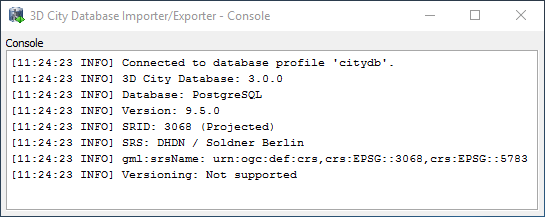 3D City Database Importer/Exporter - Console
Console
[11:24:23 INFO] Connected to database profile 'citydb'.
[11:24:23 INFO] 3D City Database: 3.0.0
[11:24:23 INFO] Database: PostgreSQL
[11:24:23 INFO] Version: 9.5.0
[11:24:23 INFO] SRID: 3068 (Projected)
[11:24:23 INFO] SRS: DHDN / Soldner Berlin
[11:24:23 INFO] gml:srsName: urn:ogc:def:crs,crs:EPSG::3068,crs:EPSG::5783
[11:24:23 INFO] Versioning: Not supported